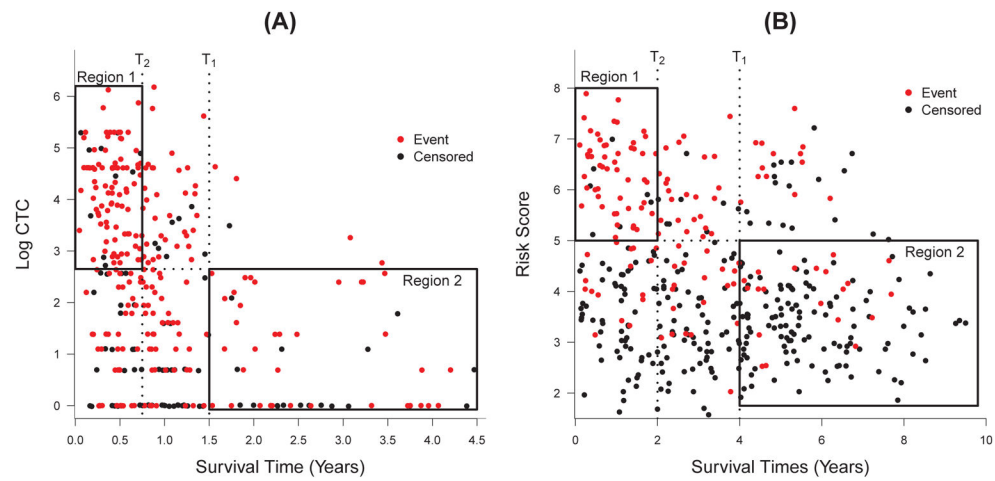 (A)
T2
T1
Region 1
6
5
4
3
2
1
0
Log CTC
Event
Censored
Region 2
0.0 0.5 1.0 1.5 2.0 2.5 3.0 3.5 4.0 4.5
Survival Time (Years)
(B)
T2
T1
Region 1
8
7
6
5
4
3
2
Risk Score
Event
Censored
Region 2
0 2 4 6 8 10
Survival Times (Years)